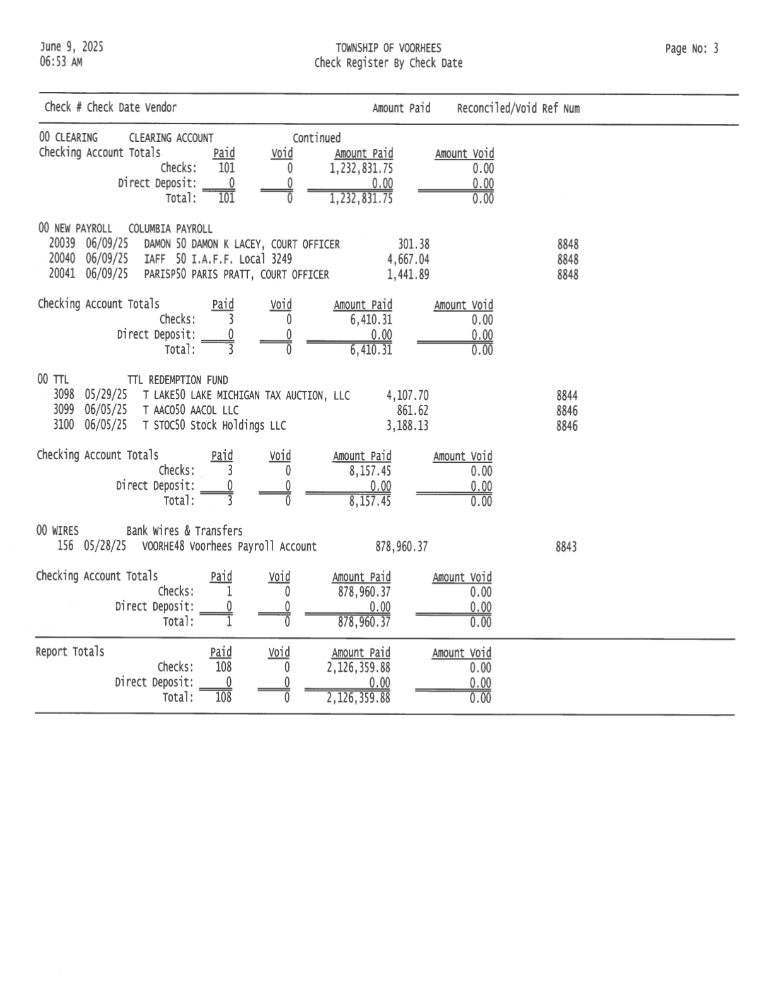 June 9, 2025 TOWNSHIP OF VOORHEES Page No: 3
06:53 AM Check Register By Check Date
Check # Check Date Vendor Amount Paid Reconciled/Void Ref Num
00 CLEARING CLEARING ACCOUNT Continued
Checking Account Totals Paid Void Amount Paid Amount Void
Checks: 101 0 1,232,831.75 0.00
Direct Deposit: 0 0 0.00 0.00
Total: 101 0 1,232,831.75 0.00
00 NEW PAYROLL COLUMBIA PAYROLL
20039 06/09/25 DAMON 50 DAMON K LACEY, COURT OFFICER 301.38 8848
20040 06/09/25 IAFF 50 I.A.F.F. Local 3249 4,667.04 8848
20041 06/09/25 PARISP50 PARIS PRATT, COURT OFFICER 1,441.89 8848
Checking Account Totals Paid Void Amount Paid Amount Void
Checks: 3 0 6,410.31 0.00
Direct Deposit: 0 0 0.00 0.00
Total: 3 0 6,410.31 0.00
00 TTL TTL REDEMPTION FUND
3098 05/29/25 T LAKE50 LAKE MICHIGAN TAX AUCTION, LLC 4,107.70 8844
3099 06/05/25 T AACO50 AACOL LLC 861.62 8846
3100 06/05/25 T STOC50 Stock Holdings LLC 3,188.13 8846
Checking Account Totals Paid Void Amount Paid Amount Void
Checks: 3 0 8,157.45 0.00
Direct Deposit: 0 0 0.00 0.00
Total: 3 0 8,157.45 0.00
00 WIRES Bank Wires & Transfers
156 05/28/25 VOORHE48 Voorhees Payroll Account 878,960.37 8843
Checking Account Totals Paid Void Amount Paid Amount Void
Checks: 1 0 878,960.37 0.00
Direct Deposit: 0 0 0.00 0.00
Total: 1 0 878,960.37 0.00
Report Totals Paid Void Amount Paid Amount Void
Checks: 108 0 2,126,359.88 0.00
Direct Deposit: 0 0 0.00 0.00
Total: 108 0 2,126,359.88 0.00